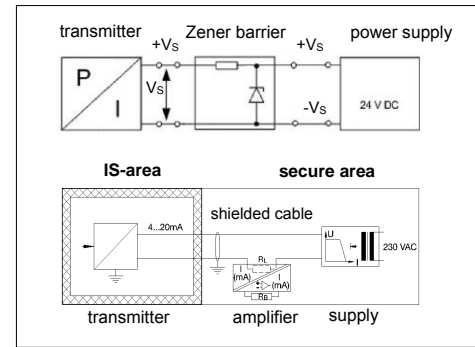 transmitter Zener barrier power supply
+VS +VS
P
I
VS
24 V DC
-VS
IS-area secure area
4...20mA
shielded cable
U
I
230 VAC
RL
I
(mA)
I
(mA)
RB
transmitter amplifier supply